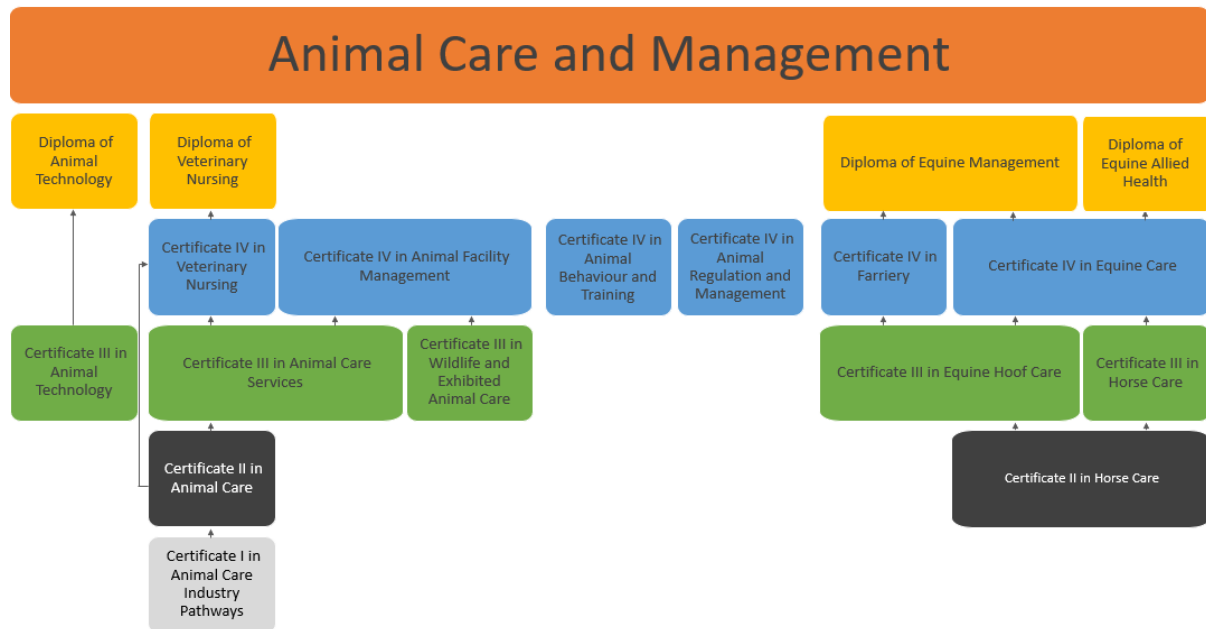 Animal Care and Management
Diploma of
Animal
Technology
Diploma of
Veterinary
Nursing
Diploma of Equine Management
Diploma of
Equine Allied
Health
Certificate IV in
Veterinary
Nursing
Certificate IV in Animal Facility
Management
Certificate IV in
Animal
Behaviour and
Training
Certificate IV in
Animal
Regulation and
Management
Certificate IV in
Farriery
Certificate IV in Equine Care
Certificate III in
Animal
Technology
Certificate III in Animal Care
Services
Certificate III in
Wildlife and
Exhibited
Animal Care
Certificate III in Equine Hoof Care
Certificate III in
Horse Care
Certificate II in
Animal Care
Certificate II in Horse Care
Certificate I in
Animal Care
Industry
Pathways